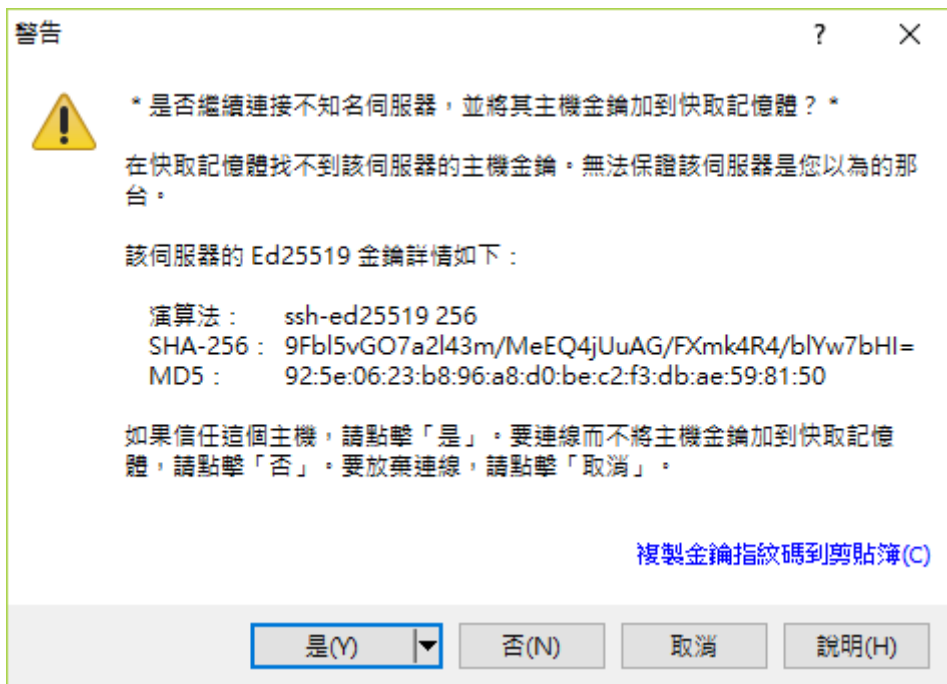 警告
?
* 是否繼續連接不知名伺服器，並將其主機金鑰加到快取記憶體？ *
在快取記憶體找不到該伺服器的主機金鑰。無法保證該伺服器是您以為的那
台。
該伺服器的 Ed25519 金鑰詳情如下：
演算法： ssh-ed25519 256
SHA-256： 9Fbl5vGO7a2l43m/MeEQ4jUuAG/FXmk4R4/blYw7bHI=
MD5： 92:5e:06:23:b8:96:a8:d0:be:c2:f3:db:ae:59:81:50
如果信任這個主機，請點擊「是」。要連線而不將主機金鑰加到快取記憶
體，請點擊「否」。要放棄連線，請點擊「取消」。
複製金鑰指紋碼到剪貼簿(C)
是(Y) 否(N) 取消 說明(H)